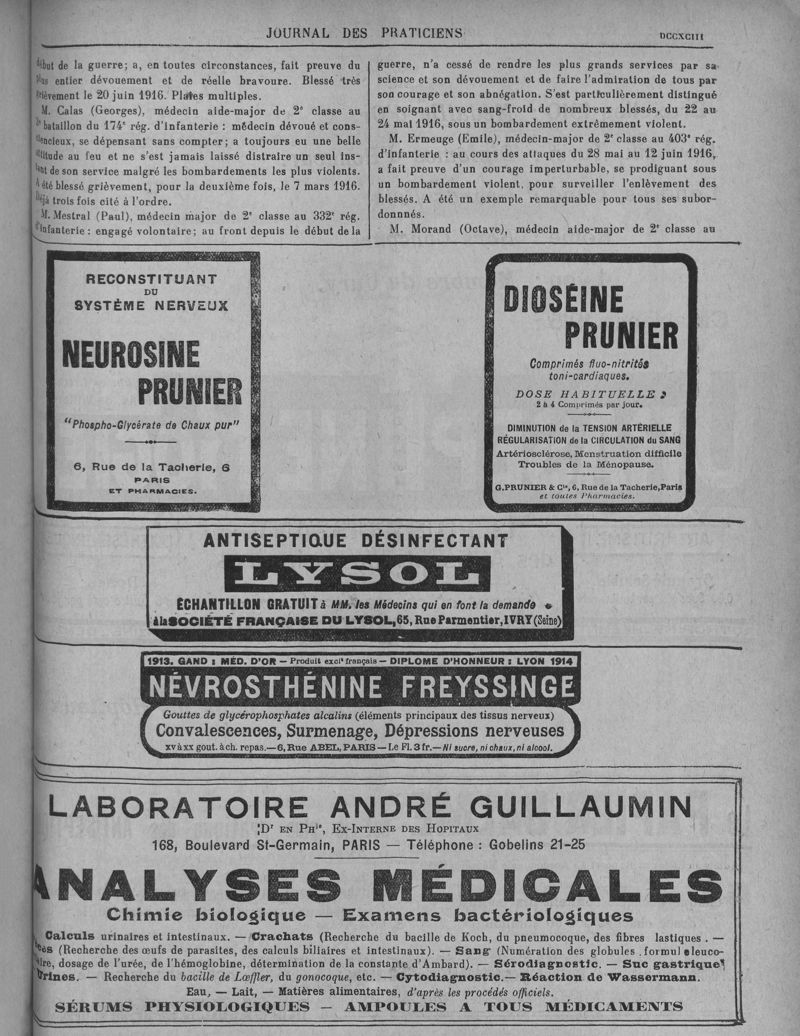 JOURNAL DES PRATICIENS
DCCXCIII
de la guerre; a, en toutes circonstances, fait preuve du
entier dévouement et de réelle bravoure. Blessé très
le 20 juin 1916. Plates multiples.
M. Calas (Georges), médecin aide-major de 2e classe au
bataillon du 174e rég. d'infanterie : médecin dévoué et cons-
se dépensant sans compter; a toujours eu une belle
au feu et ne s'est jamais laissé distraire un seul ins-
de son service malgré les bombardements les plus violents.
A été blessé grièvement, pour la deuxième fois, le 7 mars 1916.
Déjà trois fois cité à l'ordre.
M. Mestral (Paul), médecin major de 2e classe au 332e rég.
d'infanterie : engagé volontaire; au front depuis le début de la
guerre, n'a cessé de rendre les plus grands services par sa
science et son dévouement et de faire l'admiration de tous par
son courage et son abnégation. S'est particulièrement distingué
en soignant avec sang-froid de nombreux blessés, du 22 au
24 mai 1916, sous un bombardement extrêmement violent.
M. Ermeuge (Emile), médecin-major de 2e classe au 403e rég.
d'infanterie : au cours des attaques du 28 mai au 12 juin 1916,
a fait preuve d'un courage imperturbable, se prodiguant sous
un bombardement violent, pour surveiller l'enlèvement des
blessés. A été un exemple remarquable pour tous ses subor-
donnnés.
M. Morand (Octave), médecin aide-major de 2e classe au
RECONSTITUANT
DU
SYSTÈME NERVEUX
NEUROSINE
PRUNIER
"Phospho-Glycérate de Chaux pur"
6, Rue de la Tacherie, 6
PARIS
ET PHARMACIES.
DIOSÉINE
PRUNIER
Comprimés fluo-nitrités
toni-cardiaques.
DOSE HABITUELLE :
2 à 4 Comprimés par jour.
DIMINUTION de la TENSION ARTÉRIELLE
RÉGULARISATION de la CIRCULATION du SANG
Artériosclérose, Menstruation difficile
Troubles de la Ménopause.
G. PRUNIER & Cie, 6, Rue de la Tacherie, Paris
et toutes Pharmacies.
ANTISEPTIQUE DÉSINFECTANT
LYSOL
ÉCHANTILLON GRATUIT à MM. les Médecins qui en font la demande
à la SOCIÉTÉ FRANÇAISE DU LYSOL, 65, Rue Parmentier, IVRY (Seine)
1913. GAND : MÉD. D'OR — Produit exclt français — DIPLOME D'HONNEUR : LYON 1914
NÉVROSTHÉNINE FREYSSINGE
Gouttes de glycérophosphates alcalins (éléments principaux des tissus nerveux)
Convalescences, Surmenage, Dépressions nerveuses
XV à XX gout. à ch. repas.—6, Rue ABEL, PARIS — Le Fl. 3 fr.—Ni sucre, ni chaux, ni alcool.
LABORATOIRE ANDRÉ GUILLAUMIN
Dr EN Phie, EX-INTERNE DES HOPITAUX
168, Boulevard St-Germain, PARIS — Téléphone : Gobelins 21-25
ANALYSES MÉDICALES
Chimie biologique — Examens bactériologiques
Calculs urinaires et intestinaux. — Crachats (Recherche du bacille de Koch, du pneumocoque, des fibres lastiques . —
(Recherche des œufs de parasites, des calculs biliaires et intestinaux). — Sang (Numération des globules. formul leuco-
dosage de l'urée, de l'hémoglobine, détermination de la constante d'Ambard). — Sérodiagnostic. — Suc gastrique
Urines. — Recherche du bacille de Lœffler, du gonocoque, etc. — Cytodiagnostic. — Réaction de Wassermann.
Eau, — Lait, — Matières alimentaires, d'après les procédés officiels.
SÉRUMS PHYSIOLOGIQUES — AMPOULES A TOUS MÉDICAMENTS